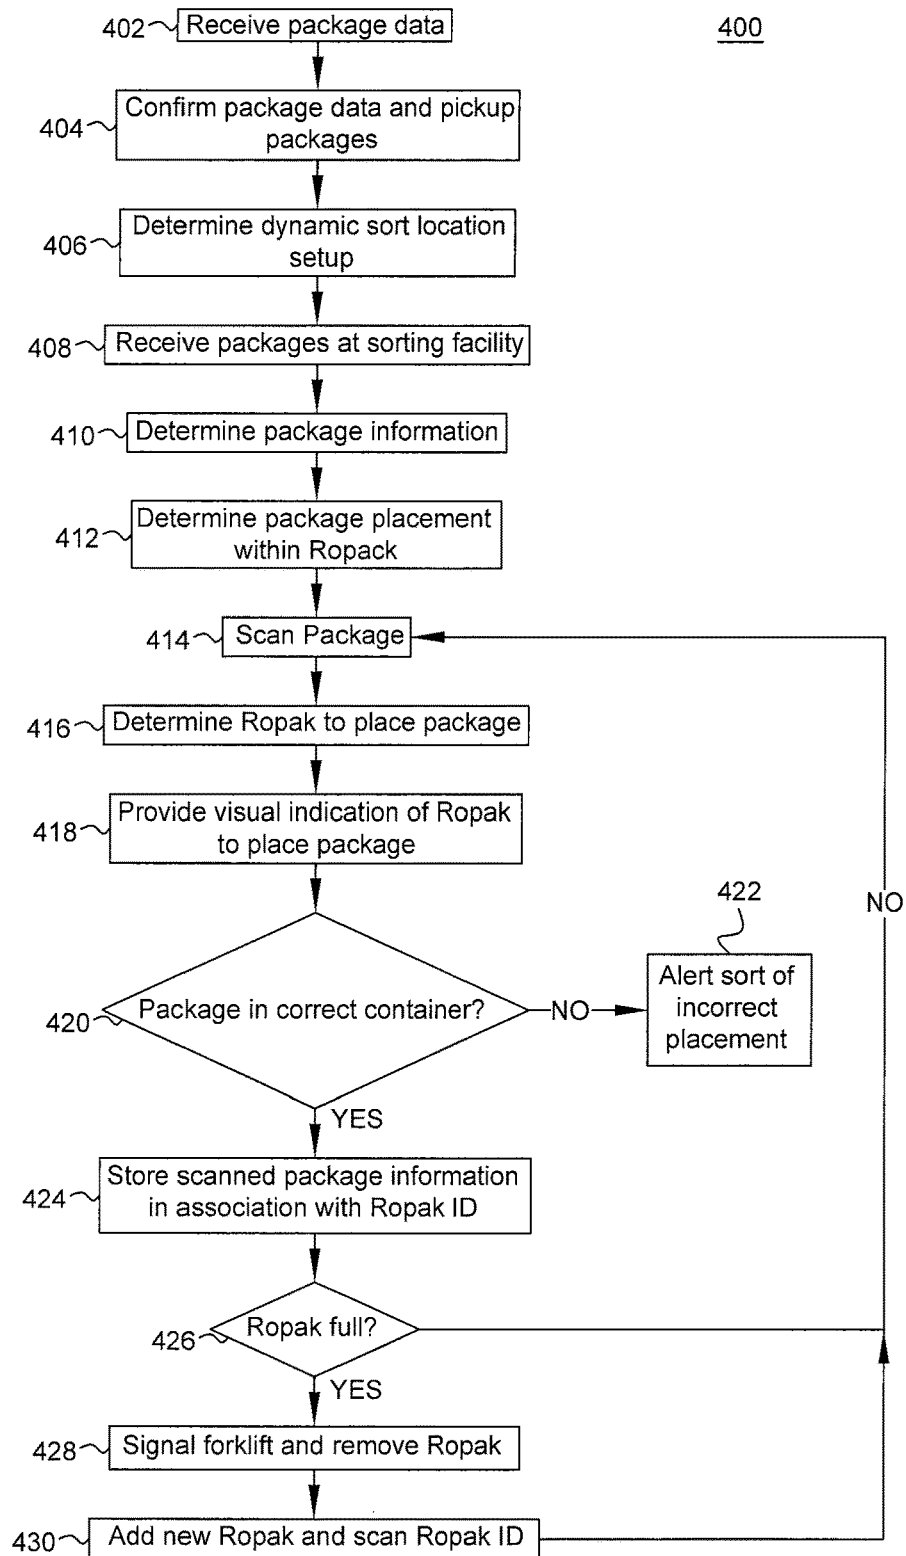 400
402 Receive package data
404 Confirm package data and pickup
packages
406 Determine dynamic sort location
setup
408 Receive packages at sorting facility
410 Determine package information
412 Determine package placement
within Ropack
414 Scan Package
416 Determine Ropak to place package
418 Provide visual indication of Ropak
to place package
NO
422
420 Package in correct container?
NO
Alert sort of
incorrect
placement
YES
424 Store scanned package information
in association with Ropak ID
426 Ropak full?
YES
428 Signal forklift and remove Ropak
430 Add new Ropak and scan Ropak ID